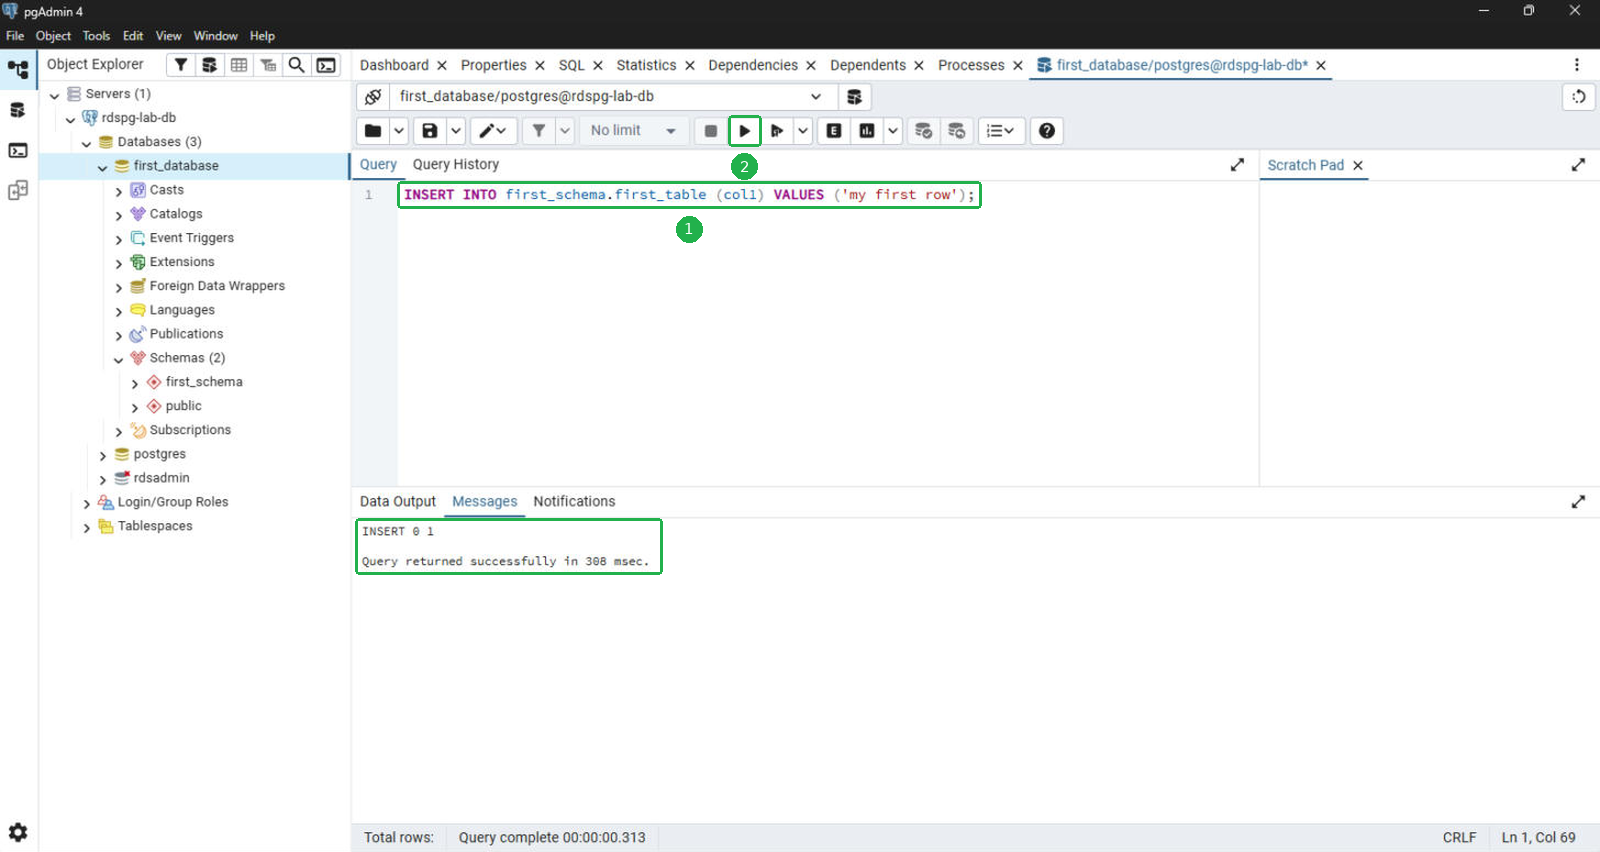 pgAdmin 4
File Object Tools Edit View Window Help
Object Explorer
Dashboard Properties SQL Statistics Dependencies Dependents Processes first_database/postgres@rdspg-lab-db*
Servers (1)
rdspg-lab-db
Databases (3)
first_database
Casts
Catalogs
Event Triggers
Extensions
Foreign Data Wrappers
Languages
Publications
Schemas (2)
first_schema
public
Subscriptions
postgres
rdsadmin
Login/Group Roles
Tablespaces
first_database/postgres@rdspg-lab-db
No limit
E
Query Query History
2
Scratch Pad
1 INSERT INTO first_schema.first_table (col1) VALUES ('my first row');
1
Data Output Messages Notifications
INSERT 0 1
Query returned successfully in 308 msec.
Total rows: Query complete 00:00:00.313 CRLF Ln 1, Col 69